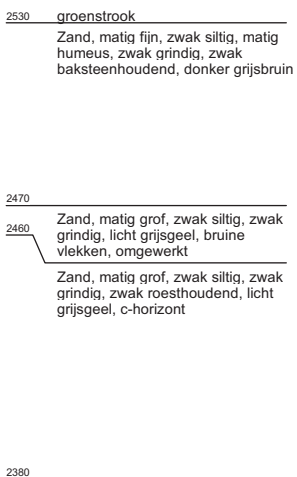 2530 groenstrook
Zand, matig fijn, zwak siltig, matig
humeus, zwak grindig, zwak
baksteenhoudend, donker grijsbruin
2470
Zand, matig grof, zwak siltig, zwak
2460
grindig, licht grijsgeel, bruine
vlekken, omgewerkt
Zand, matig grof, zwak siltig, zwak
grindig, zwak roesthoudend, licht
grijsgeel, c-horizont
2380